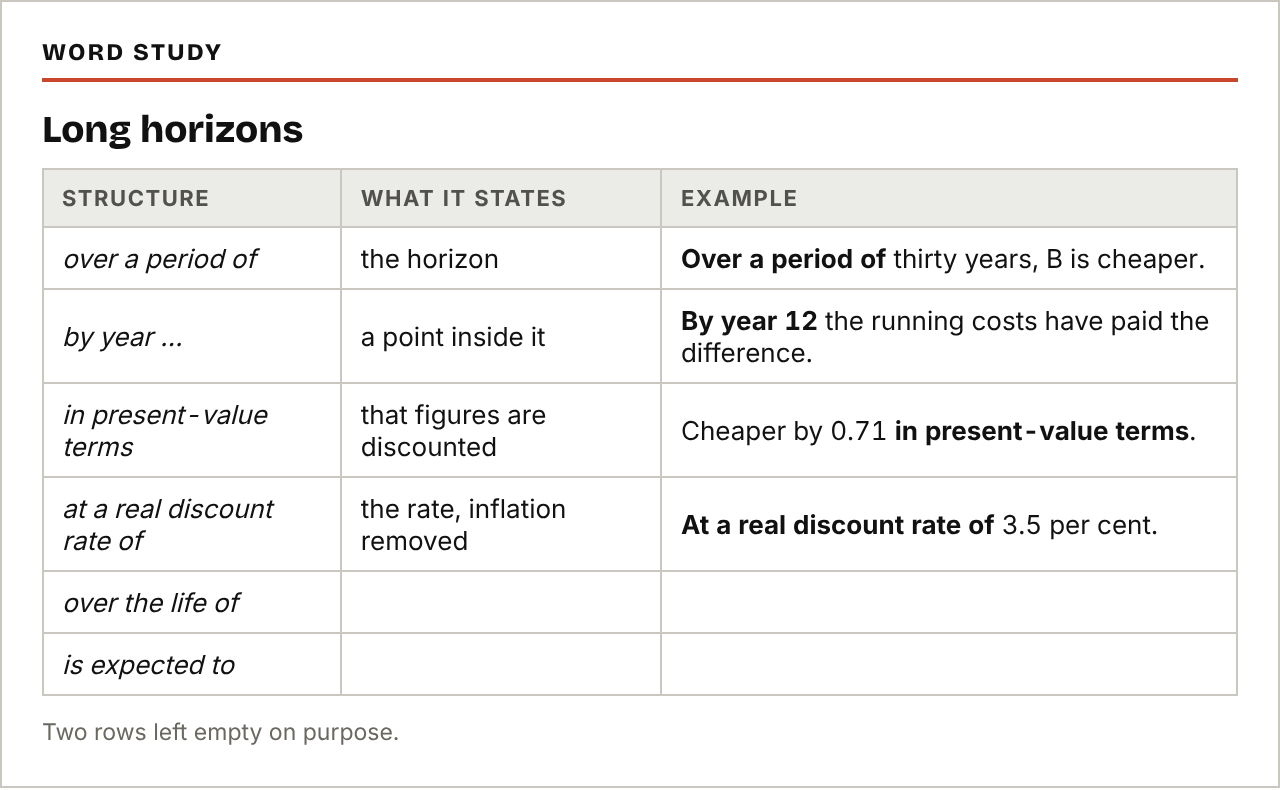 WORD STUDY
Long horizons
STRUCTURE
WHAT IT STATES
EXAMPLE
over a period of
the horizon
Over a period of thirty years, B is cheaper.
by year ...
a point inside it
By year 12 the running costs have paid the
difference.
in present-value
terms
that figures are
discounted
Cheaper by 0.71 in present-value terms.
at a real discount
rate of
the rate, inflation
removed
At a real discount rate of 3.5 per cent.
over the life of
is expected to
Two rows left empty on purpose.